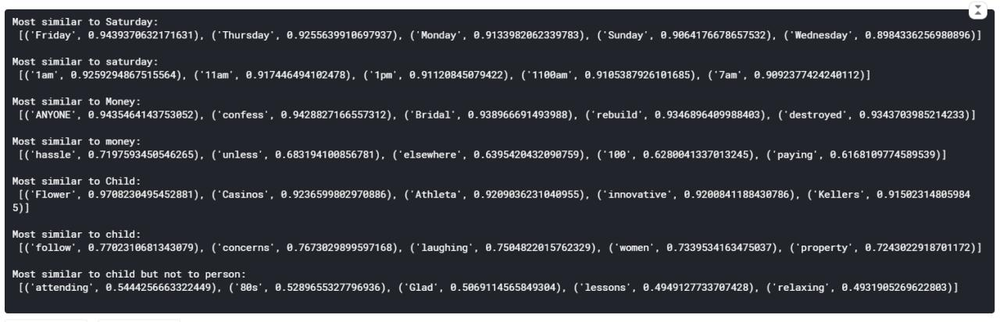 Most similar to Saturday:
[('Friday', 0.9439370632171631), ('Thursday', 0.9255639910697937), ('Monday', 0.9133982062339783), ('Sunday', 0.9064176678657532), ('Wednesday', 0.8984336256980896)]
Most similar to saturday:
[('1am', 0.9259294867515564), ('11am', 0.917446494102478), ('1pm', 0.91120845079422), ('1100am', 0.9105387926101685), ('7am', 0.9092377424240112)]
Most similar to Money:
[('ANYONE', 0.9435464143753052), ('confess', 0.9428827166557312), ('Bridal', 0.938966691493988), ('rebuild', 0.9346896409988403), ('destroyed', 0.9343703985214233)]
Most similar to money:
[('hassle', 0.7197593450546265), ('unless', 0.683194100856781), ('elsewhere', 0.6395420432090759), ('100', 0.6280041337013245), ('paying', 0.6168109774589539)]
Most similar to Child:
[('Flower', 0.9708230495452881), ('Casinos', 0.9236599802970886), ('Athleta', 0.9209036231040955), ('innovative', 0.9200841188430786), ('Kellers', 0.91502314805984
5)]
Most similar to child:
[('follow', 0.7702310681343079), ('concerns', 0.7673029899597168), ('laughing', 0.7504822015762329), ('women', 0.7339534163475037), ('property', 0.7243022918701172)]
Most similar to child but not to person:
[('attending', 0.5444256663322449), ('80s', 0.5289655327796936), ('Glad', 0.5069114565849304), ('lessons', 0.4949127733707428), ('relaxing', 0.4931905269622803)]